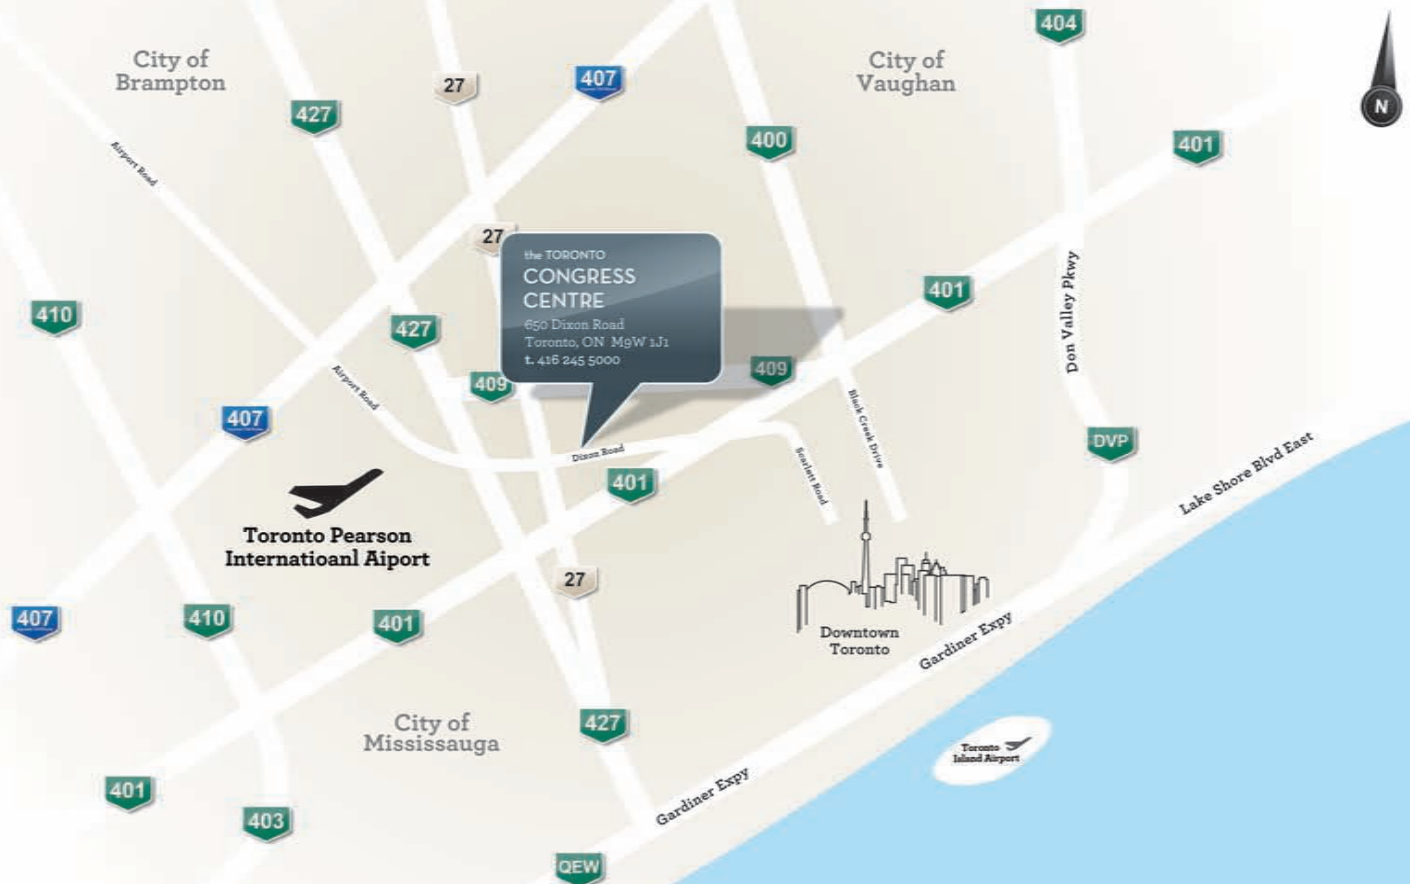 404
City of
Brampton
City of
Vaughan
27
407
N
427
400
401
Airport Road
27
the TORONTO
CONGRESS
CENTRE
650 Dixon Road
Toronto, ON M9W 1J1
t. 416 245 5000
Don Valley Pkwy
401
410
427
409
409
Airport Road
407
Black Creek Drive
DVP
Dixon Road
Scarlett Road
401
Lake Shore Blvd East
Toronto Pearson
Internatioanl Aiport
27
407
410
401
Downtown
Toronto
Gardiner Expy
City of
Mississauga
427
Toronto
Island Airport
401
Gardiner Expy
403
QEW